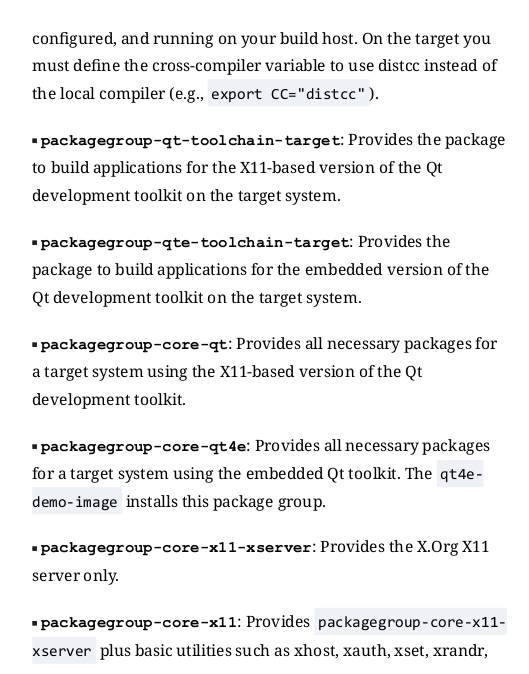 configured, and running on your build host. On the target you
must define the cross-compiler variable to use distcc instead of
the local compiler (e.g., export CC="distcc").
▪ packagegroup-qt-toolchain-target: Provides the package
to build applications for the X11-based version of the Qt
development toolkit on the target system.
▪ packagegroup-qte-toolchain-target: Provides the
package to build applications for the embedded version of the
Qt development toolkit on the target system.
▪ packagegroup-core-qt: Provides all necessary packages for
a target system using the X11-based version of the Qt
development toolkit.
▪ packagegroup-core-qt4e: Provides all necessary packages
for a target system using the embedded Qt toolkit. The qt4e-
demo-image installs this package group.
▪ packagegroup-core-x11-xserver: Provides the X.Org X11
server only.
▪ packagegroup-core-x11: Provides packagegroup-core-x11-
xserver plus basic utilities such as xhost, xauth, xset, xrandr,